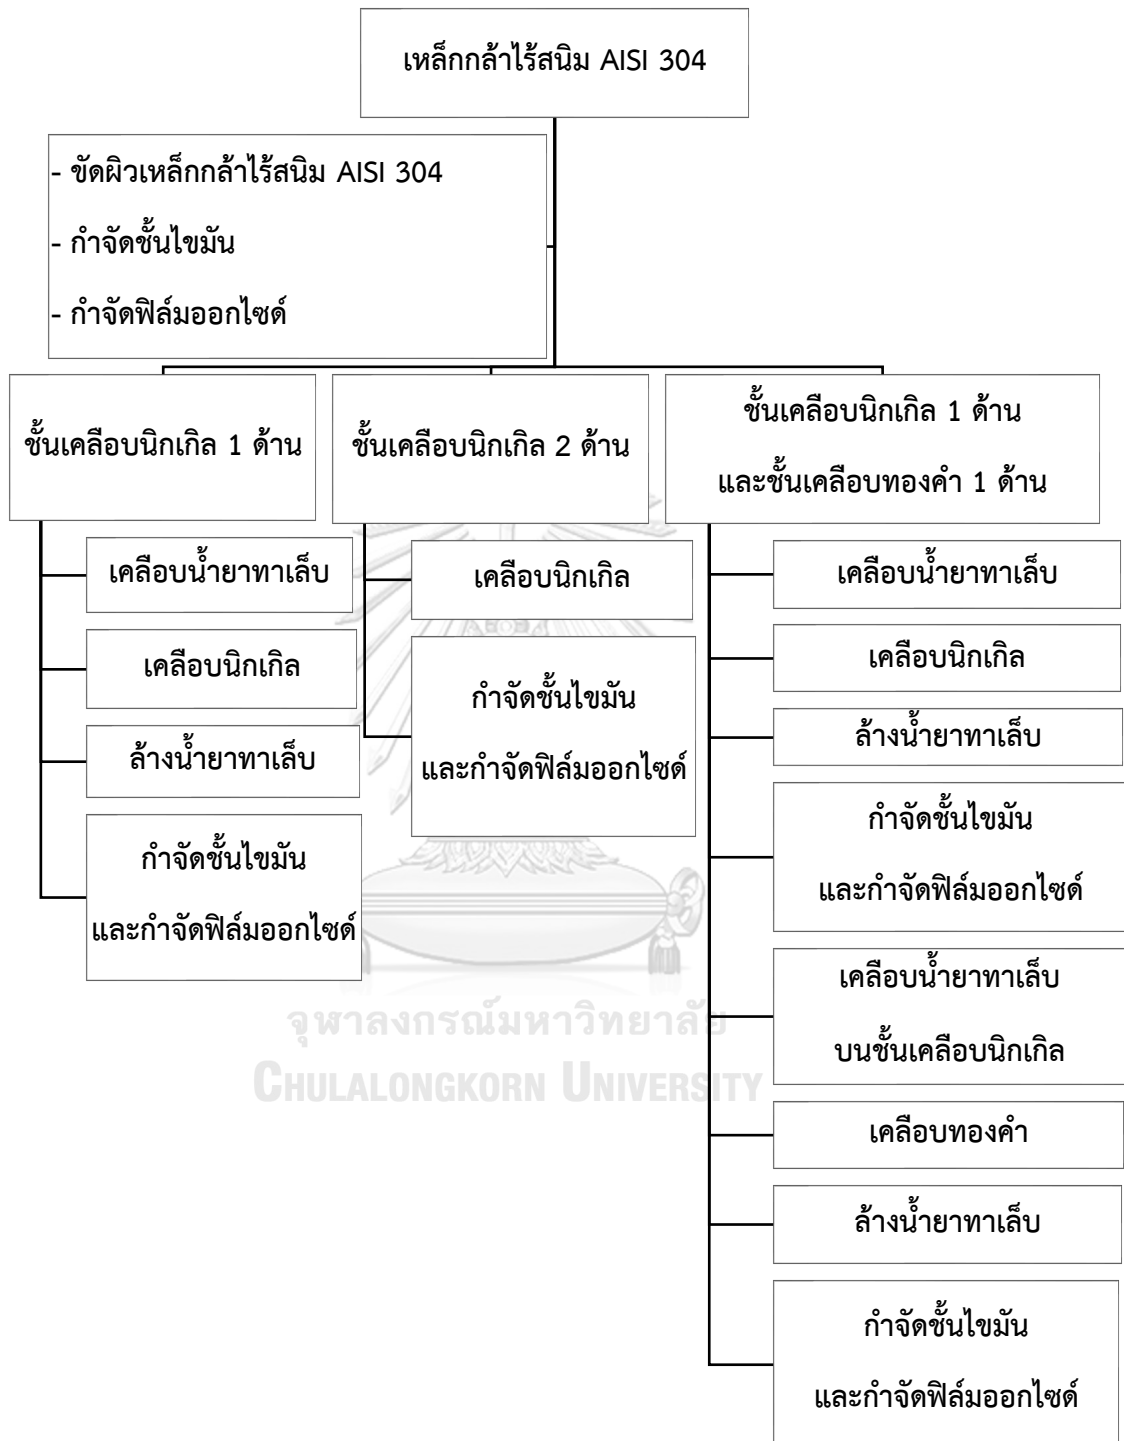 เหล็กกล้าไร้สนิม AISI 304
- ขัดผิวเหล็กกล้าไร้สนิม AISI 304
- กำจัดชั้นไขมัน
- กำจัดฟิล์มออกไซด์
ชั้นเคลือบนิกเกิล 1 ด้าน
เคลือบน้ำยาทาเล็บ
เคลือบนิกเกิล
ล้างน้ำยาทาเล็บ
กำจัดชั้นไขมัน
และกำจัดฟิล์มออกไซด์
ชั้นเคลือบนิกเกิล 2 ด้าน
เคลือบนิกเกิล
กำจัดชั้นไขมัน
และกำจัดฟิล์มออกไซด์
ชั้นเคลือบนิกเกิล 1 ด้าน
และชั้นเคลือบทองคำ 1 ด้าน
เคลือบน้ำยาทาเล็บ
เคลือบนิกเกิล
ล้างน้ำยาทาเล็บ
กำจัดชั้นไขมัน
และกำจัดฟิล์มออกไซด์
เคลือบน้ำยาทาเล็บ
บนชั้นเคลือบนิกเกิล
เคลือบทองคำ
ล้างน้ำยาทาเล็บ
กำจัดชั้นไขมัน
และกำจัดฟิล์มออกไซด์
จุฬาลงกรณ์มหาวิทยาลัย
CHULALONGKORN UNIVERSITY